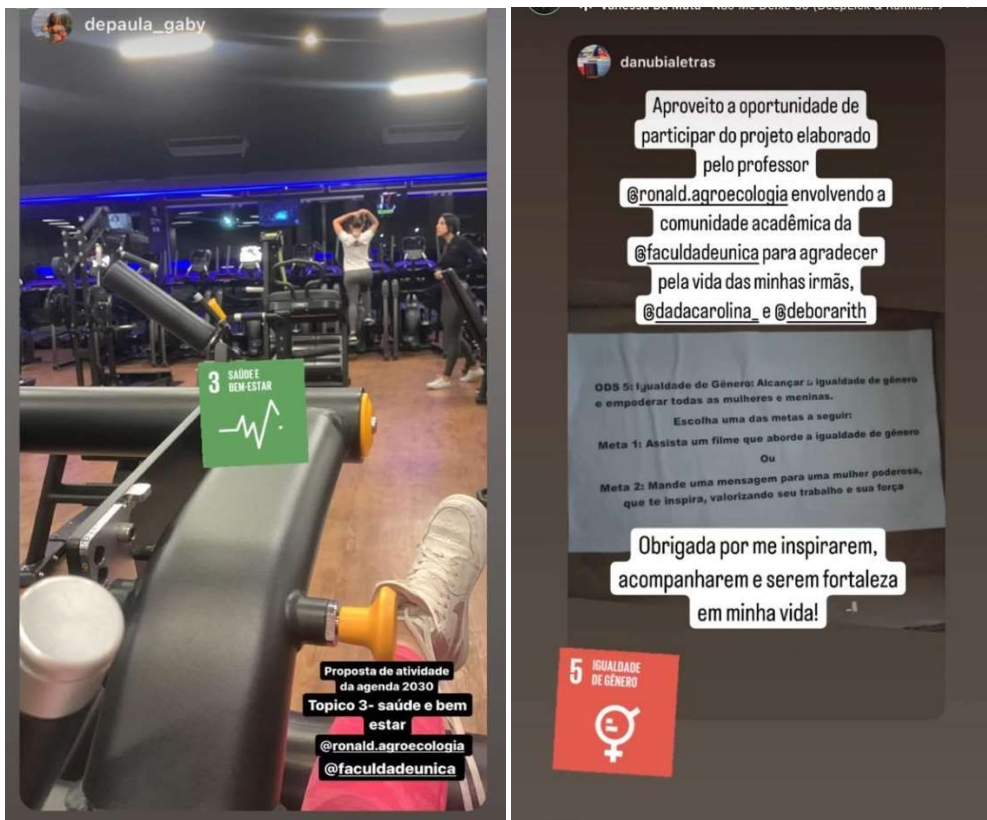 depaula_gaby
3 SAÚDE E
BEM-ESTAR
Proposta de atividade
da agenda 2030
Topico 3- saúde e bem
estar
@ronald.agroecologia
@faculdadeunica
danubialetras
Aproveito a oportunidade de
participar do projeto elaborado
pelo professor
@ronald.agroecologia envolvendo a
comunidade acadêmica da
@faculdadeunica para agradecer
pela vida das minhas irmãs,
@dadacarolina_ e @deborarith
ODS 5: Igualdade de Gênero: Alcançar a igualdade de gênero
e empoderar todas as mulheres e meninas.
Escolha uma das metas a seguir:
Meta 1: Assista um filme que aborde a igualdade de gênero
Ou
Meta 2: Mande uma mensagem para uma mulher poderosa,
que te inspira, valorizando seu trabalho e sua força
Obrigada por me inspirarem,
acompanharem e serem fortaleza
em minha vida!
5 IGUALDADE
DE GÊNERO